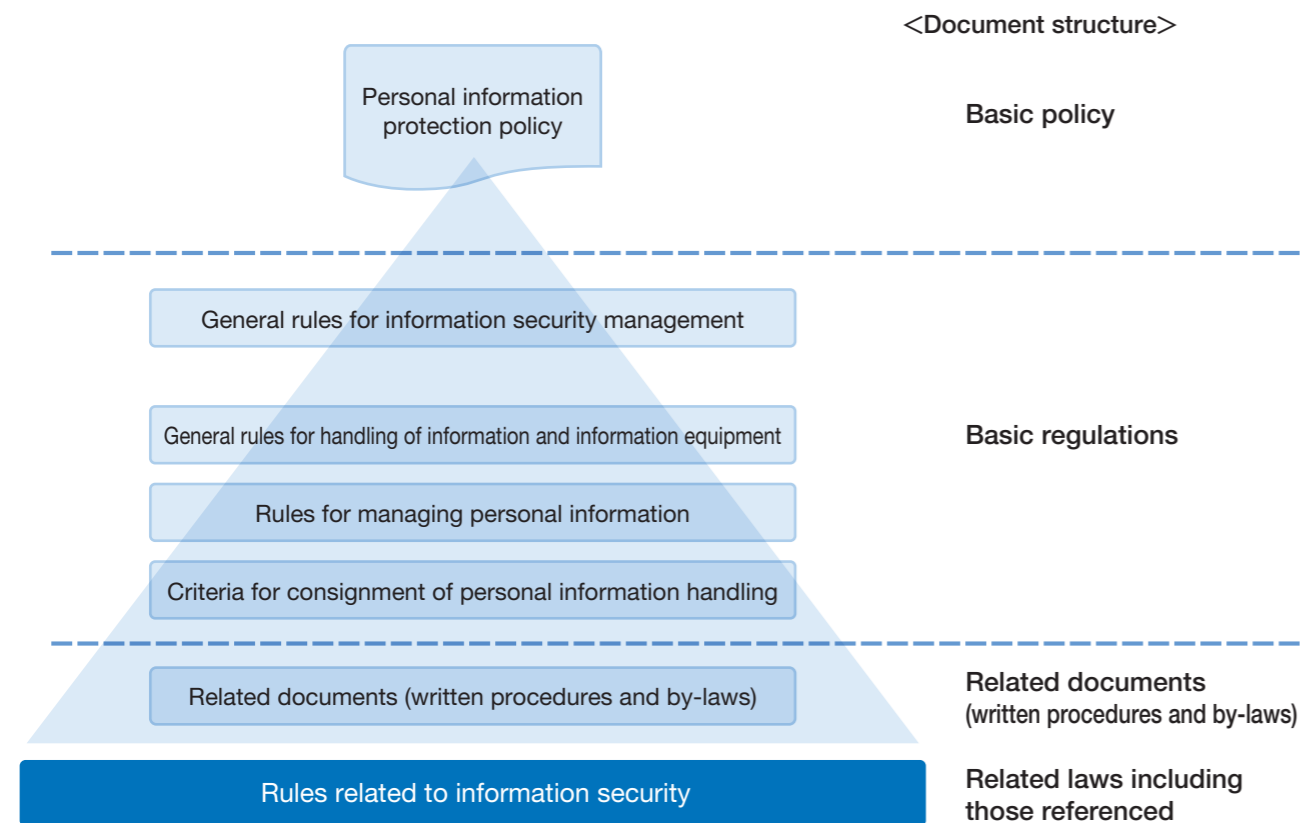 <Document structure>
Personal information
protection policy
Basic policy
General rules for information security management
General rules for handling of information and information equipment
Basic regulations
Rules for managing personal information
Criteria for consignment of personal information handling
Related documents (written procedures and by-laws)
Related documents
(written procedures and by-laws)
Rules related to information security
Related laws including
those referenced